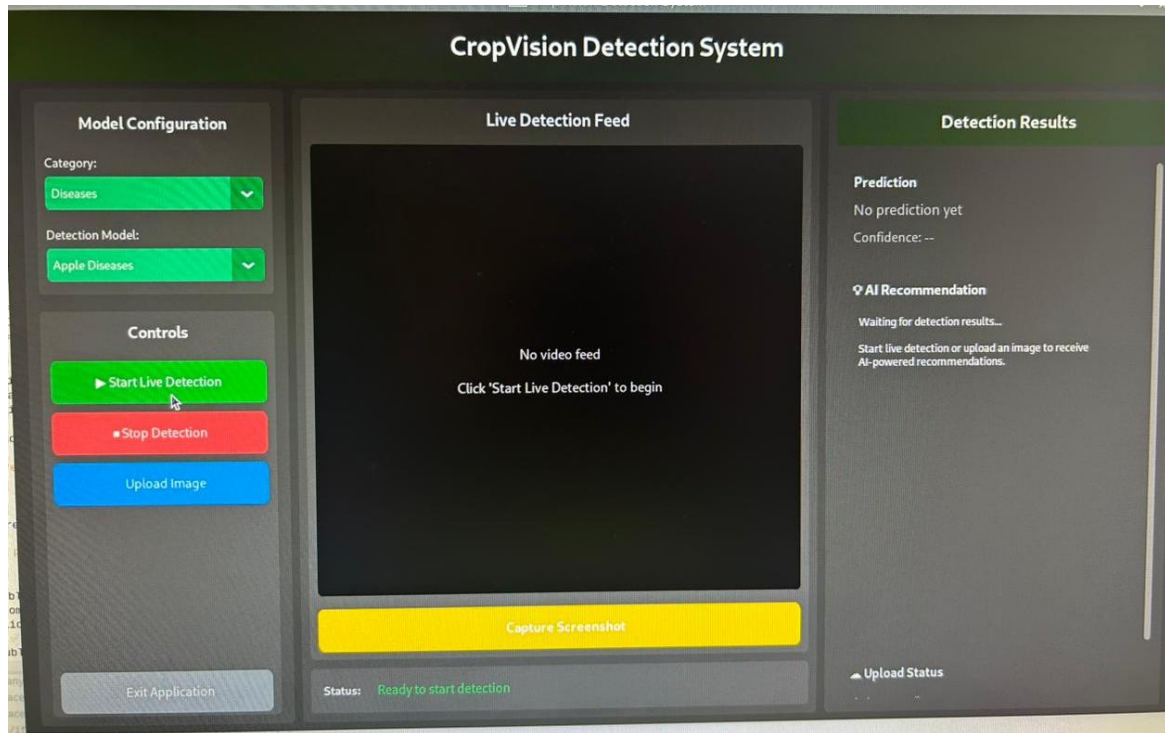 CropVision Detection System
Model Configuration
Category:
Diseases
Detection Model:
Apple Diseases
Controls
▶ Start Live Detection
■ Stop Detection
Upload Image
Exit Application
Live Detection Feed
No video feed
Click 'Start Live Detection' to begin
Capture Screenshot
Status: Ready to start detection
Detection Results
Prediction
No prediction yet
Confidence: --
AI Recommendation
Waiting for detection results...
Start live detection or upload an image to receive
AI-powered recommendations.
Upload Status